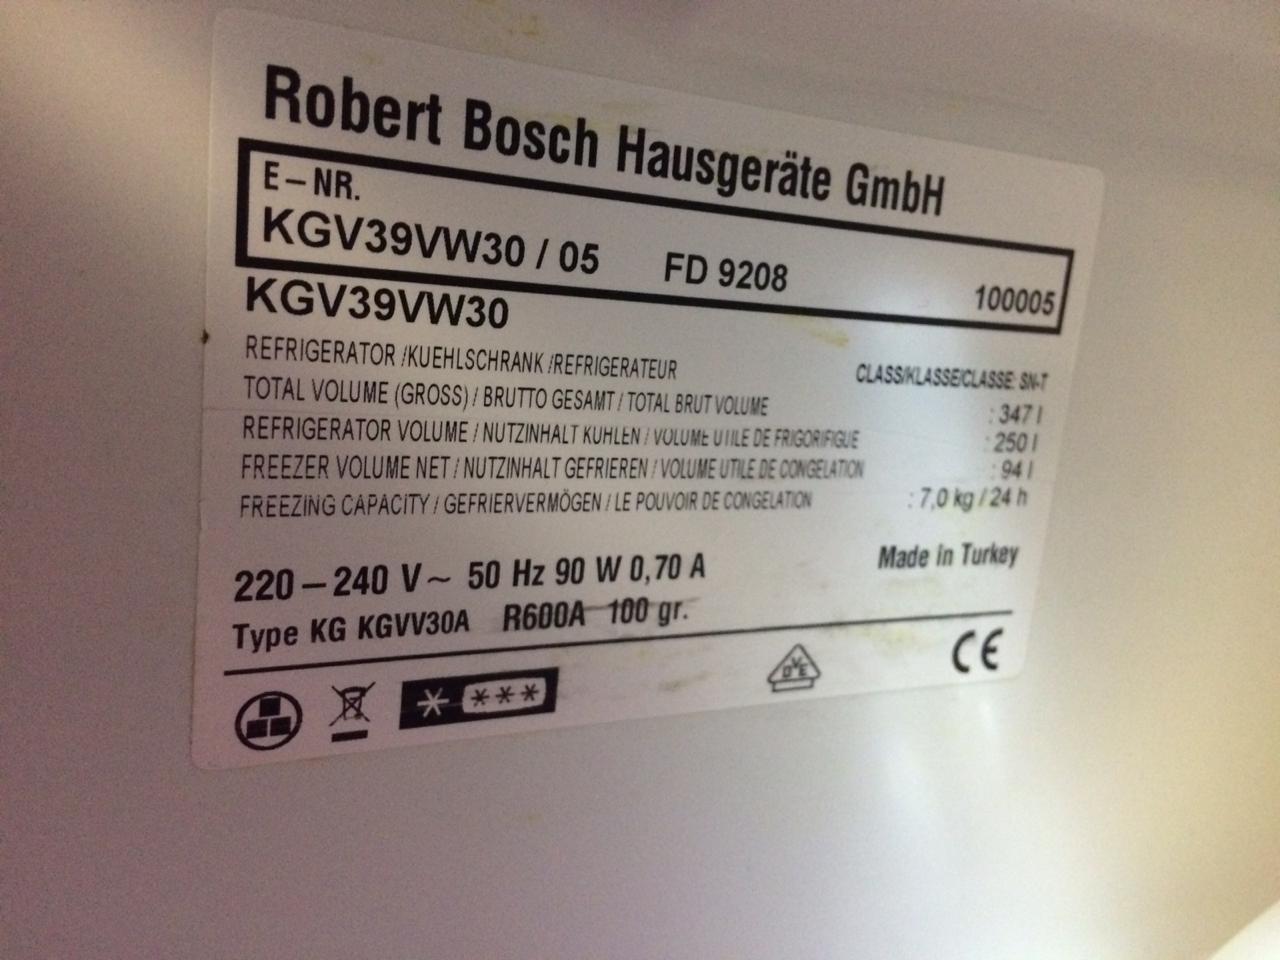 Robert Bosch Hausgeräte GmbH
E-NR.
KGV39VW30 / 05 FD 9208 100005
KGV39VW30
REFRIGERATOR /KUEHLSCHRANK /REFRIGERATEUR CLASS/KLASSE/CLASSE: SN-T
TOTAL VOLUME (GROSS) / BRUTTO GESAMT / TOTAL BRUT VOLUME : 347 l
REFRIGERATOR VOLUME / NUTZINHALT KUHLEN / VOLUME UTILE DE FRIGORIFIGUE : 250 l
FREEZER VOLUME NET / NUTZINHALT GEFRIEREN / VOLUME UTILE DE CONGELATION : 94 l
FREEZING CAPACITY / GEFRIERVERMÖGEN / LE POUVOIR DE CONGELATION : 7,0 kg / 24 h
220-240 V~ 50 Hz 90 W 0,70 A Made in Turkey
Type KG KGVV30A R600A 100 gr.
DVE CE